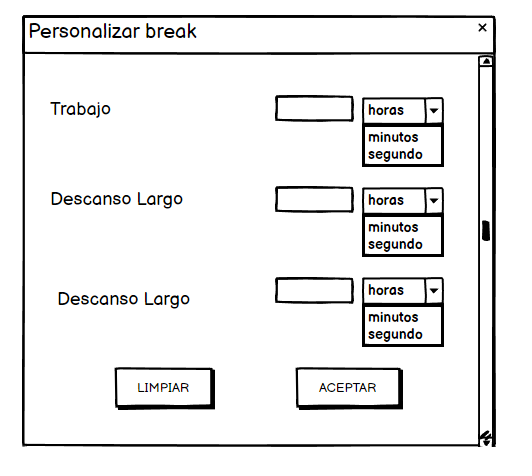 Personalizar break ×
Trabajo horas
minutos
segundo
Descanso Largo horas
minutos
segundo
Descanso Largo horas
minutos
segundo
LIMPIAR ACEPTAR